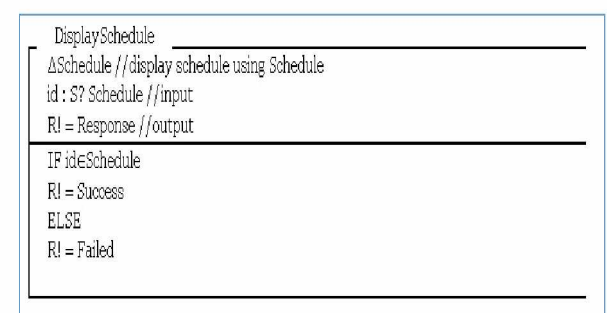 DisplaySchedule
ΔSchedule //display schedule using Schedule
id : S? Schedule //input
R! = Response //output
IF id∈Schedule
R! = Success
ELSE
R! = Failed